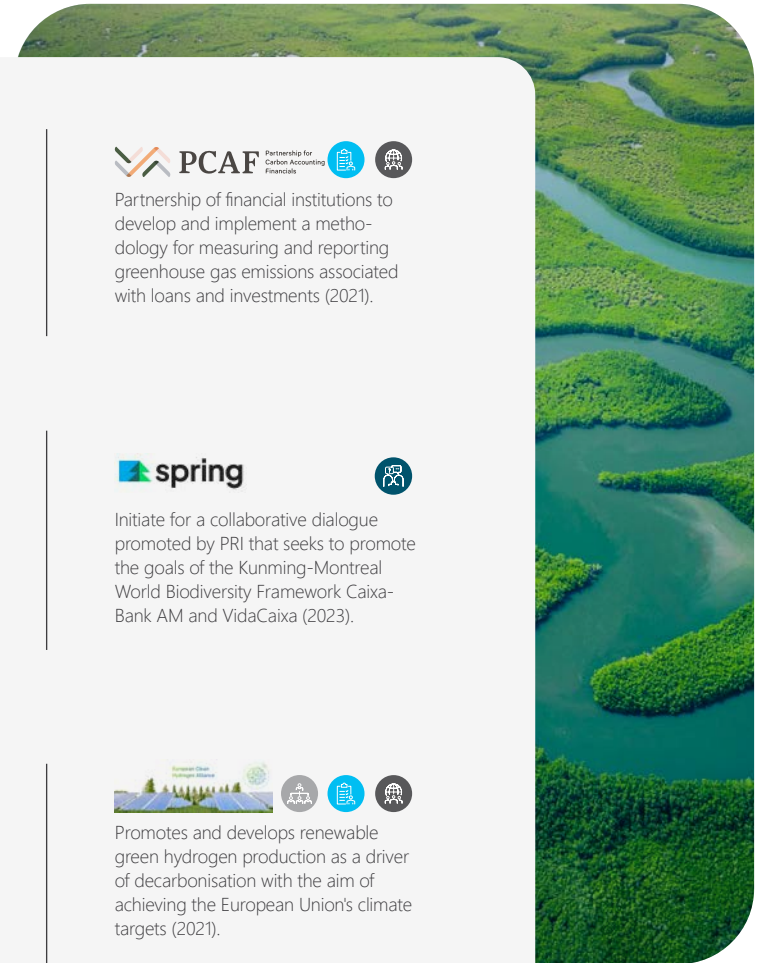 PCAF
Partnership for
Carbon Accounting
Financials
Partnership of financial institutions to
develop and implement a metho-
dology for measuring and reporting
greenhouse gas emissions associated
with loans and investments (2021).
spring
Initiate for a collaborative dialogue
promoted by PRI that seeks to promote
the goals of the Kunming-Montreal
World Biodiversity Framework Caixa-
Bank AM and VidaCaixa (2023).
European Clean
Hydrogen Alliance
Promotes and develops renewable
green hydrogen production as a driver
of decarbonisation with the aim of
achieving the European Union's climate
targets (2021).